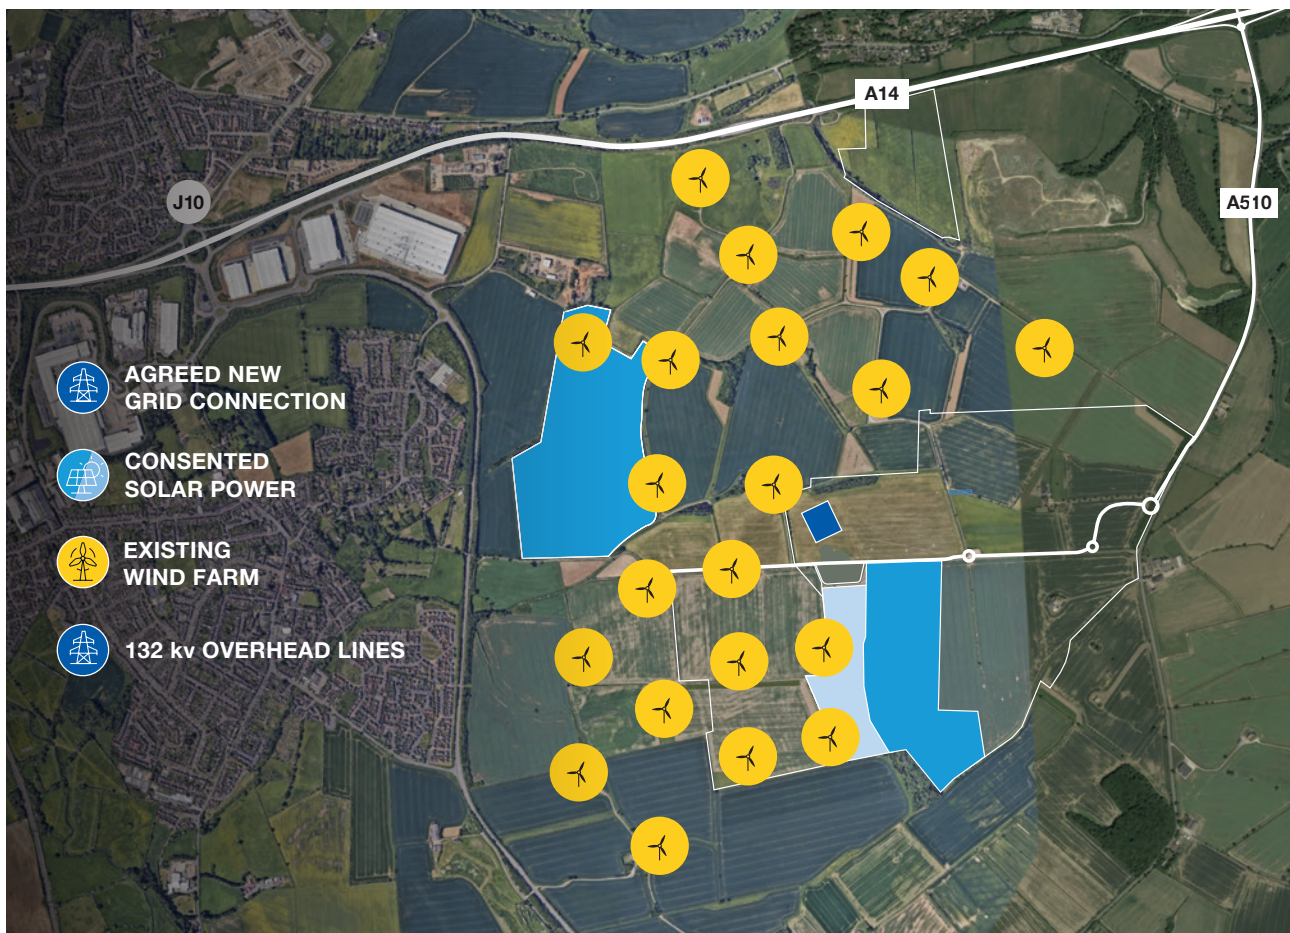 A14
A510
J10
AGREED NEW
GRID CONNECTION
CONSENTED
SOLAR POWER
EXISTING
WIND FARM
132 kv OVERHEAD LINES